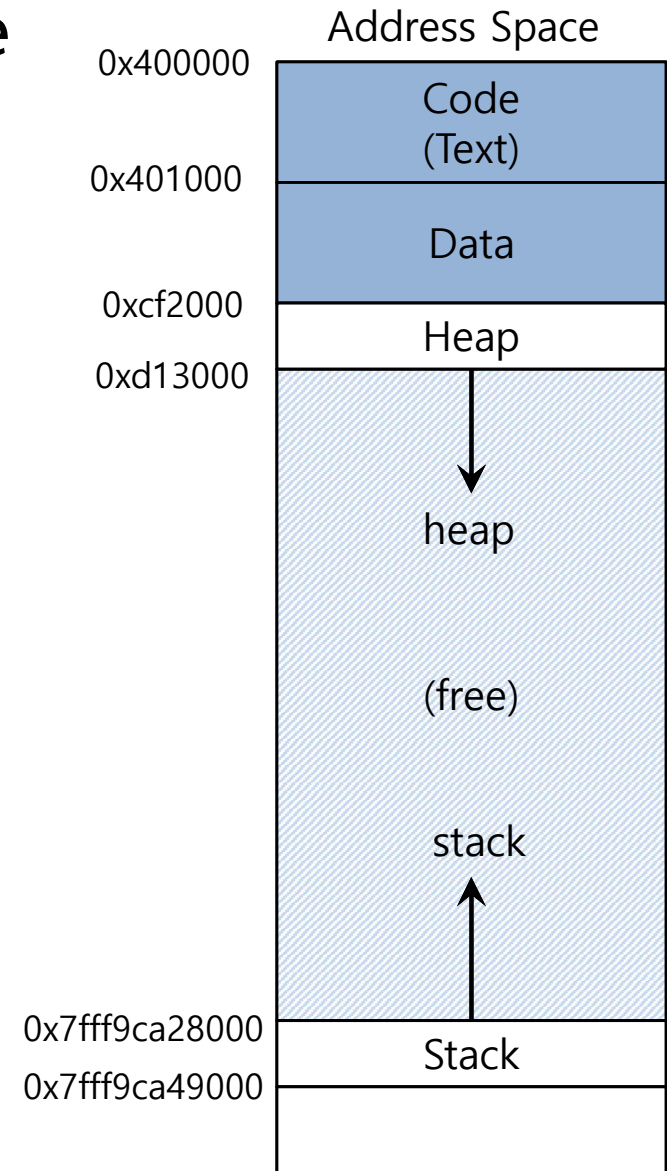 e
Address Space
0x400000
Code
(Text)
0x401000
Data
0xcf2000
Heap
0xd13000
heap
(free)
stack
0x7fff9ca28000
Stack
0x7fff9ca49000